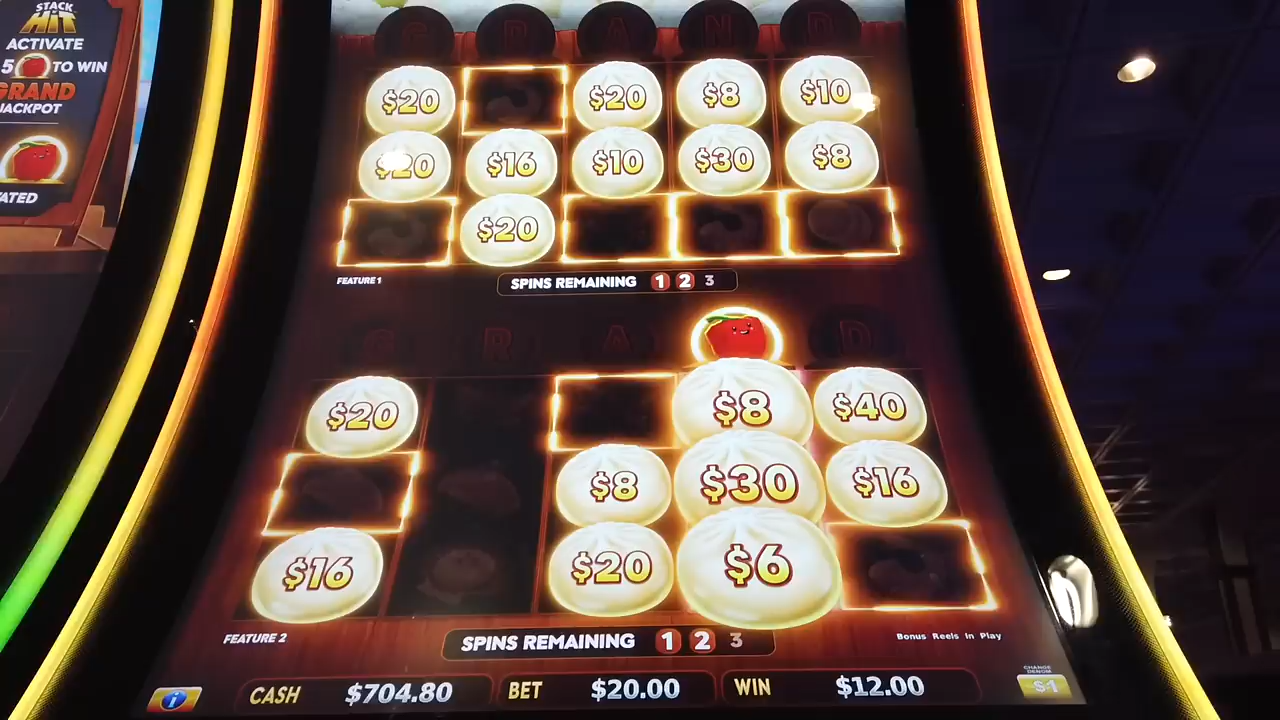 STACK
HIT
ACTIVATE
5 TO WIN
GRAND
JACKPOT
ATED
G R A N D
$20 $20 $8 $10
$20 $16 $10 $30 $8
$20
FEATURE 1
SPINS REMAINING 1 2 3
G R A D
$20 $8 $40
$8 $30 $16
$16 $20 $6
FEATURE 2
SPINS REMAINING 1 2 3
Bonus Reels In Play
CHANGE
DENOM
$1
CASH $704.80 BET $20.00 WIN $12.00